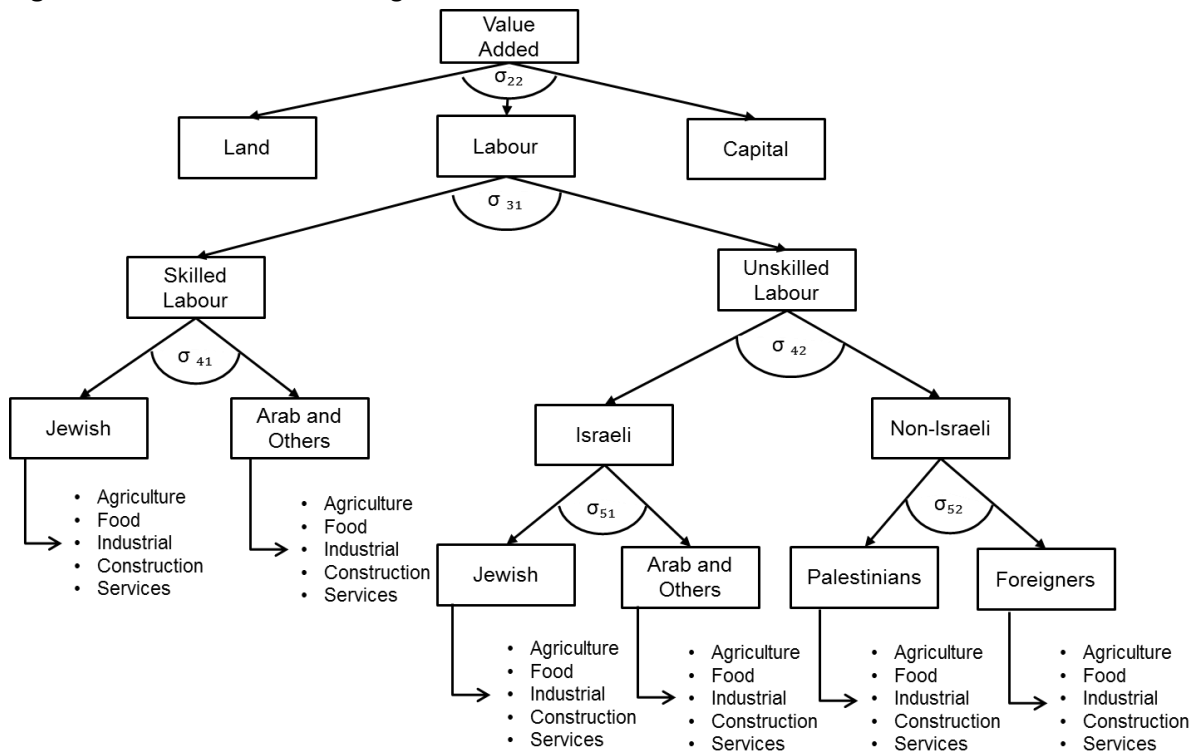 Value
Added
σ22
Land
Labour
Capital
σ 31
Skilled
Labour
Unskilled
Labour
σ 41
σ 42
Jewish
Arab and
Others
Israeli
Non-Israeli
• Agriculture
• Food
• Industrial
• Construction
• Services
• Agriculture
• Food
• Industrial
• Construction
• Services
σ51
σ52
Jewish
Arab and
Others
Palestinians
Foreigners
• Agriculture
• Food
• Industrial
• Construction
• Services
• Agriculture
• Food
• Industrial
• Construction
• Services
• Agriculture
• Food
• Industrial
• Construction
• Services
• Agriculture
• Food
• Industrial
• Construction
• Services